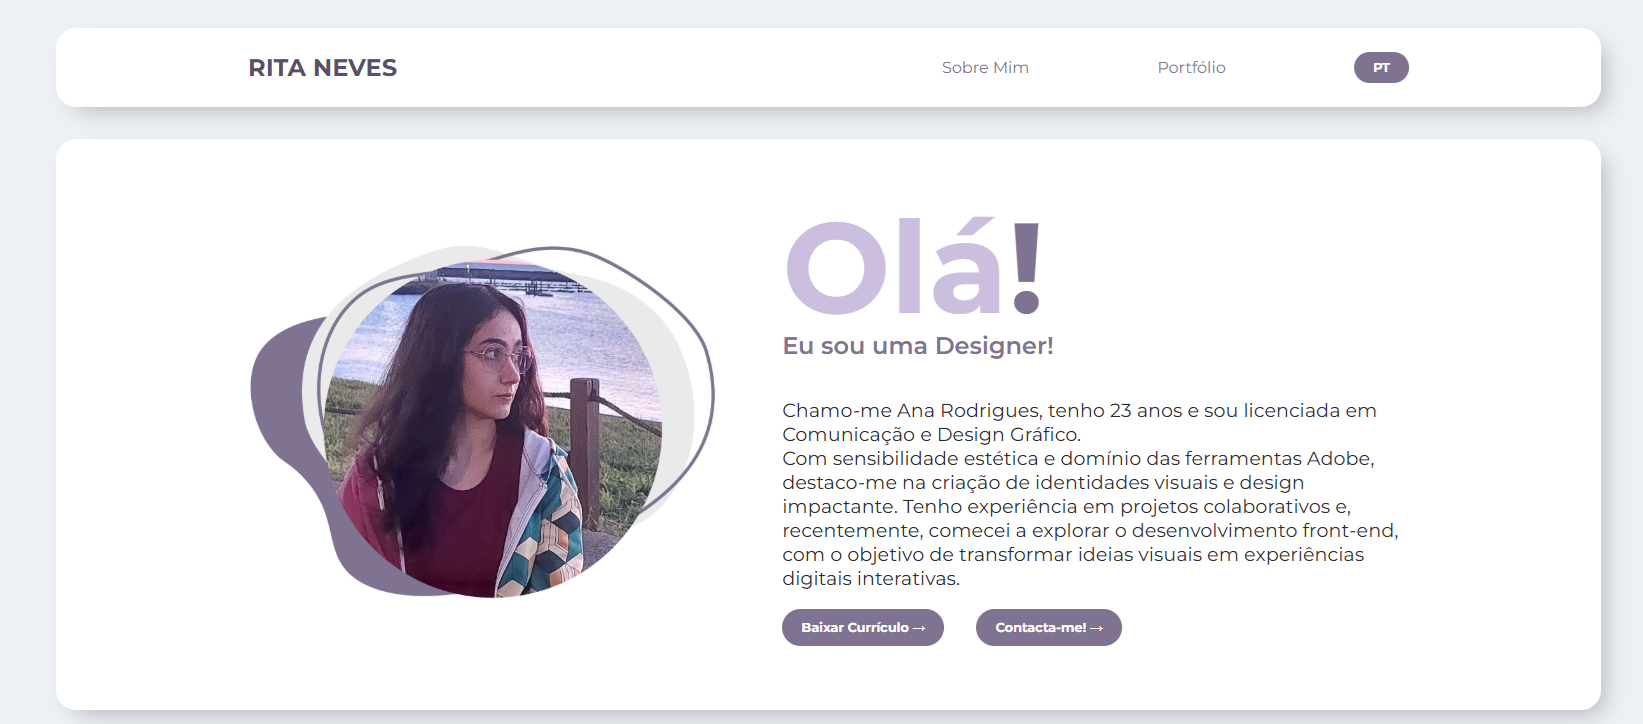 RITA NEVES
Sobre Mim
Portfólio
PT
Olá!
Eu sou uma Designer!
Chamo-me Ana Rodrigues, tenho 23 anos e sou licenciada em
Comunicação e Design Gráfico.
Com sensibilidade estética e domínio das ferramentas Adobe,
destaco-me na criação de identidades visuais e design
impactante. Tenho experiência em projetos colaborativos e,
recentemente, comecei a explorar o desenvolvimento front-end,
com o objetivo de transformar ideias visuais em experiências
digitais interativas.
Baixar Currículo →
Contacta-me! →